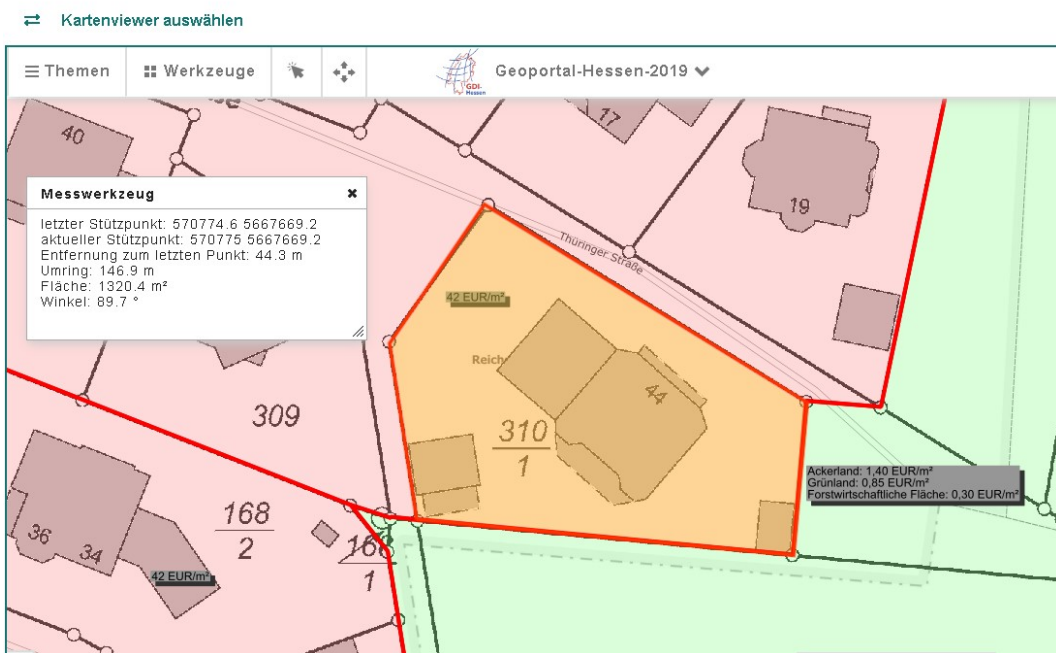 Kartenviewer auswählen
Themen
Werkzeuge
GDI-
Hessen
Geoportal-Hessen-2019
40
17
19
Messwerkzeug
letzter Stützpunkt: 570774.6 5667669.2
aktueller Stützpunkt: 570775 5667669.2
Entfernung zum letzten Punkt: 44.3 m
Umring: 146.9 m
Fläche: 1320.4 m²
Winkel: 89.7 °
Thüringer Straße
42 EUR/m²
Reich
44
309
310
1
Ackerland: 1,40 EUR/m²
Grünland: 0,85 EUR/m²
Forstwirtschaftliche Fläche: 0,30 EUR/m²
168
2
36
34
168
1
42 EUR/m²